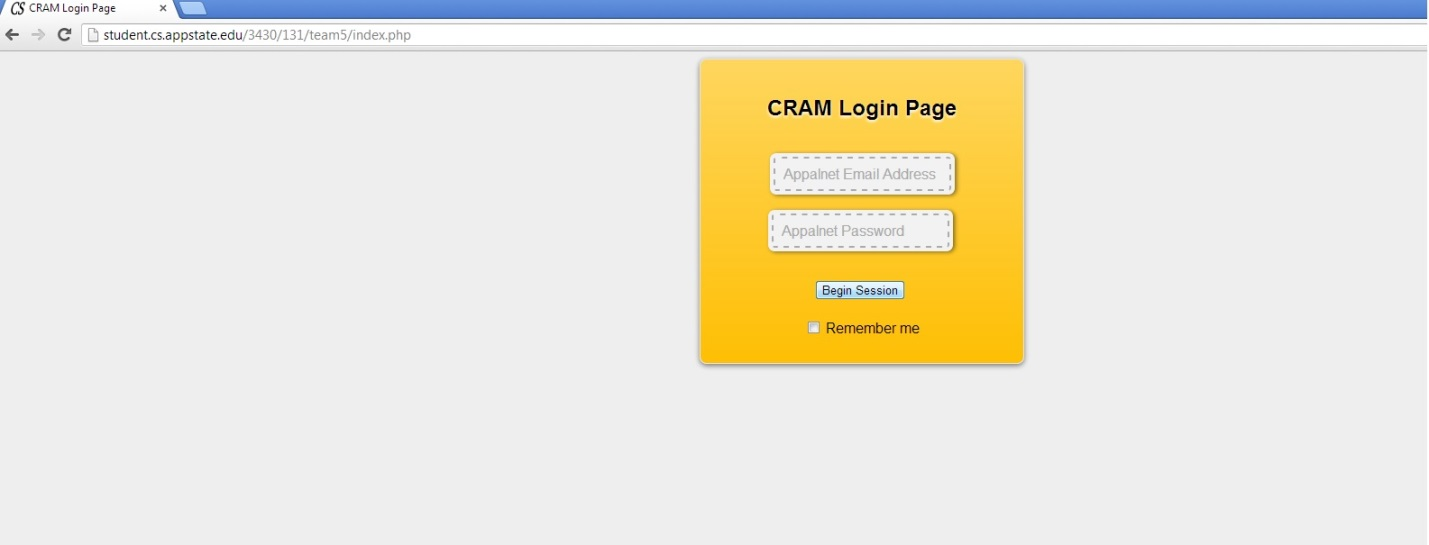 CS CRAM Login Page ×
student.cs.appstate.edu/3430/131/team5/index.php
CRAM Login Page
Appalnet Email Address
Appalnet Password
Begin Session
Remember me